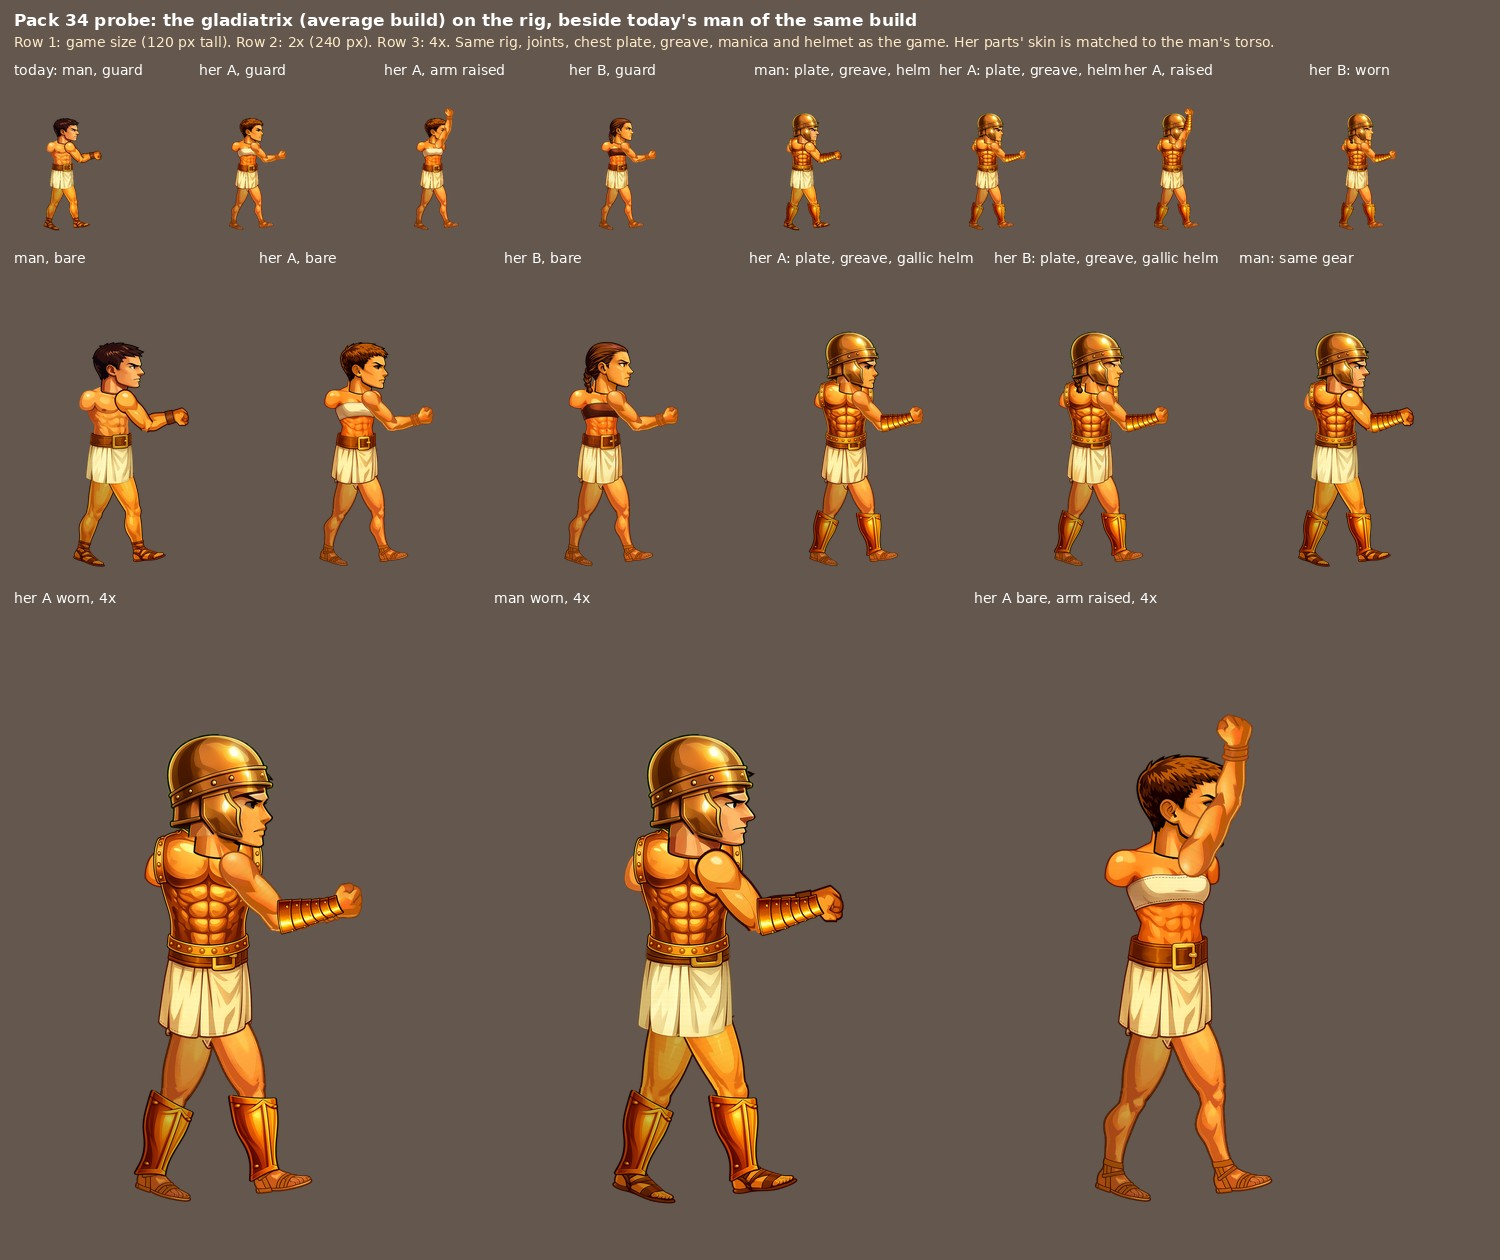 Pack 34 probe: the gladiatrix (average build) on the rig, beside today's man of the same build
Row 1: game size (120 px tall). Row 2: 2x (240 px). Row 3: 4x. Same rig, joints, chest plate, greave, manica and helmet as the game. Her parts' skin is matched to the man's torso.
today: man, guard her A, guard her A, arm raised her B, guard man: plate, greave, helm her A: plate, greave, helm her A, raised her B: worn
man, bare her A, bare her B, bare her A: plate, greave, gallic helm her B: plate, greave, gallic helm man: same gear
her A worn, 4x man worn, 4x her A bare, arm raised, 4x